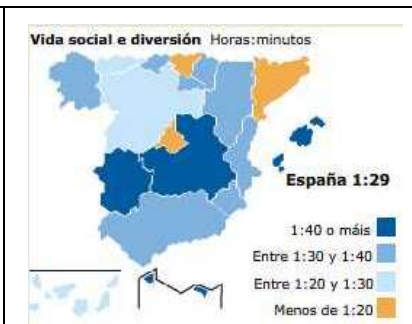 Vida social e diversión Horas:minutos
España 1:29
1:40 o máis
Entre 1:30 y 1:40
Entre 1:20 y 1:30
Menos de 1:20